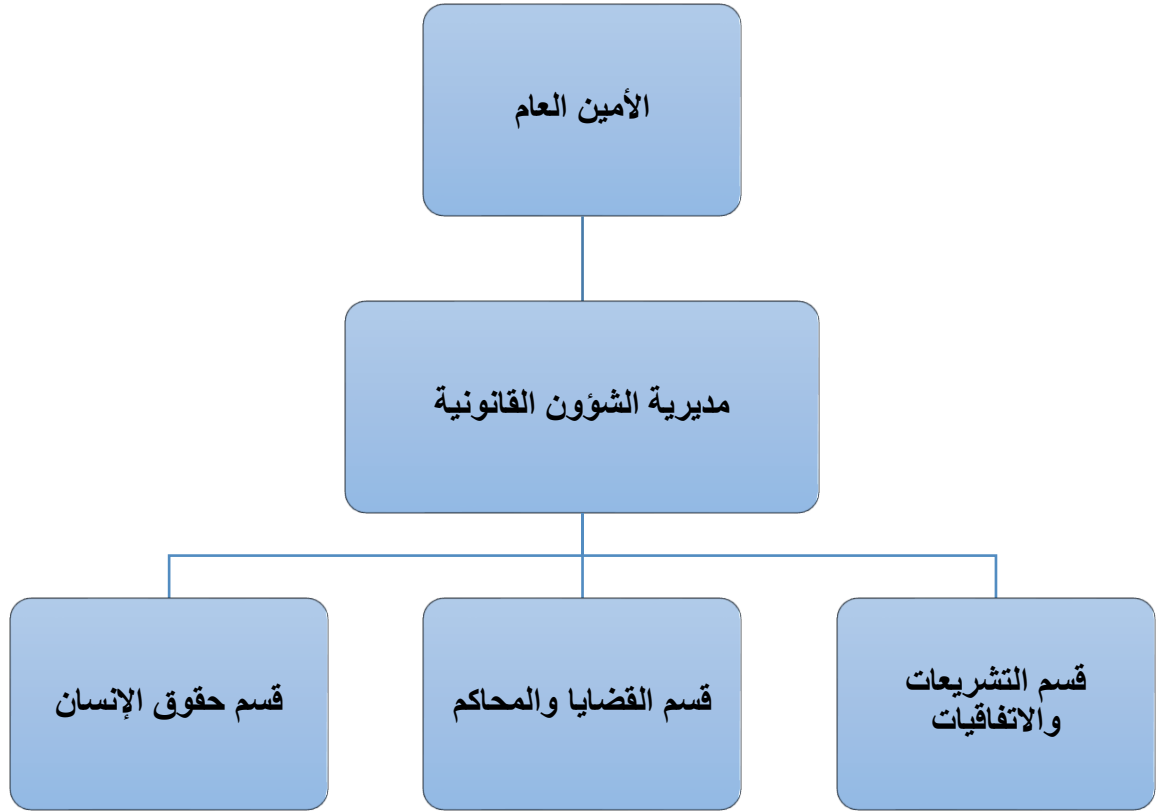 الأمين العام
مديرية الشؤون القانونية
قسم التشريعات
والاتفاقيات
قسم القضايا والمحاكم
قسم حقوق الإنسان